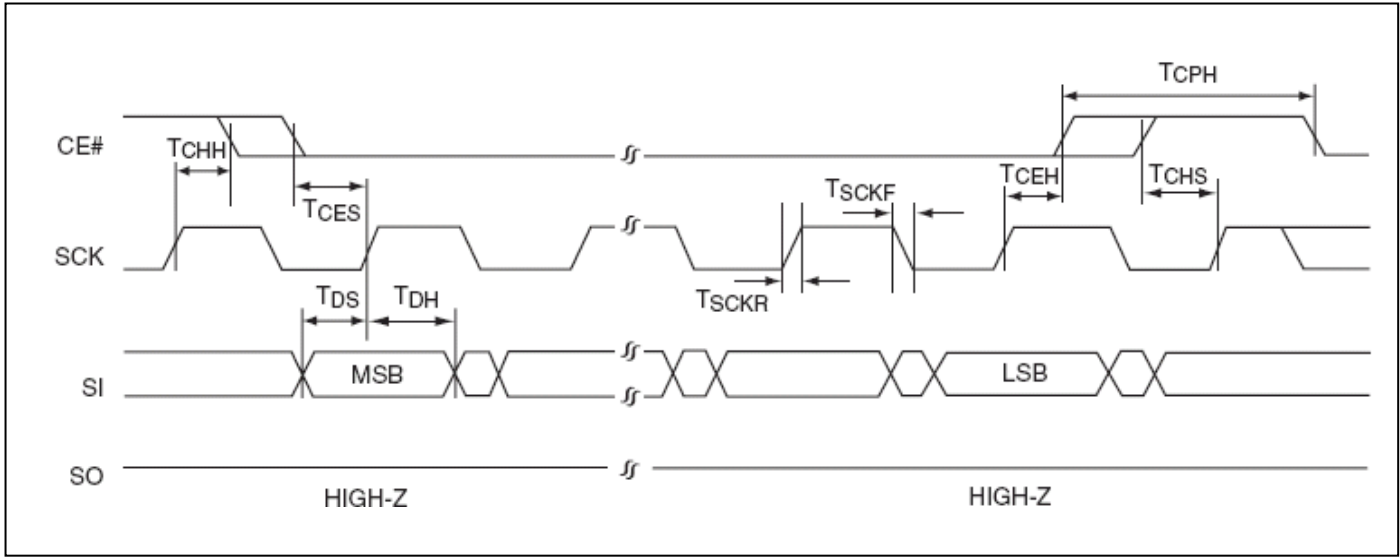 TCPH
CE#
TCHH
TCES
TSCKF
TCEH
TCHS
SCK
TSCKR
TDS
TDH
SI
MSB
LSB
SO
HIGH-Z
HIGH-Z